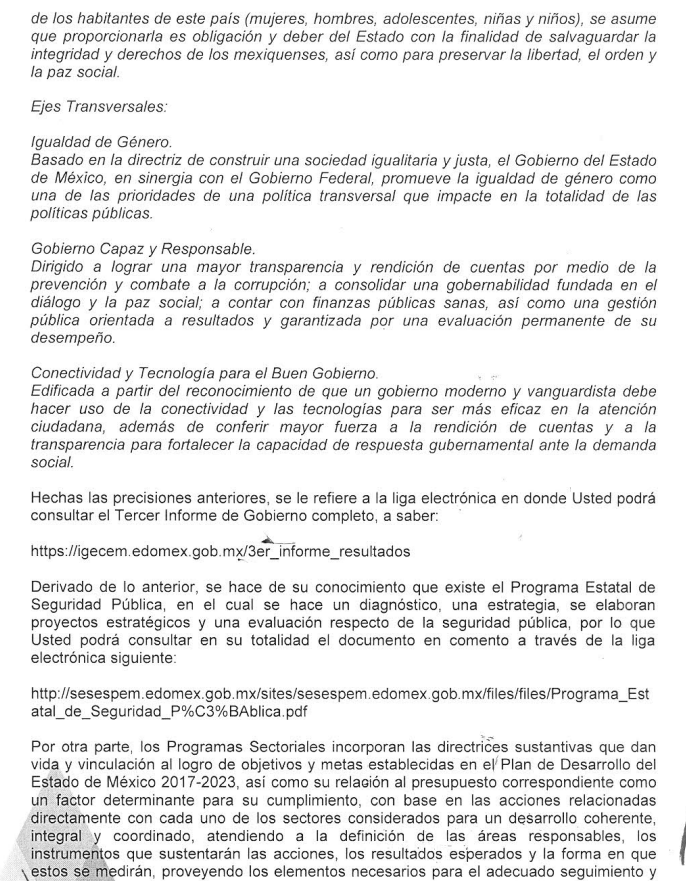 de los habitantes de este país (mujeres, hombres, adolescentes, niñas y niños), se asume
que proporcionarla es obligación y deber del Estado con la finalidad de salvaguardar la
integridad y derechos de los mexiquenses, así como para preservar la libertad, el orden y
la paz social.
Ejes Transversales:
Igualdad de Género.
Basado en la directriz de construir una sociedad igualitaria y justa, el Gobierno del Estado
de México, en sinergia con el Gobierno Federal, promueve la igualdad de género como
una de las prioridades de una política transversal que impacte en la totalidad de las
políticas públicas.
Gobierno Capaz y Responsable.
Dirigido a lograr una mayor transparencia y rendición de cuentas por medio de la
prevención y combate a la corrupción; a consolidar una gobernabilidad fundada en el
diálogo y la paz social; a contar con finanzas públicas sanas, así como una gestión
pública orientada a resultados y garantizada por una evaluación permanente de su
desempeño.
Conectividad y Tecnología para el Buen Gobierno.
Edificada a partir del reconocimiento de que un gobierno moderno y vanguardista debe
hacer uso de la conectividad y las tecnologías para ser más eficaz en la atención
ciudadana, además de conferir mayor fuerza a la rendición de cuentas y a la
transparencia para fortalecer la capacidad de respuesta gubernamental ante la demanda
social.
Hechas las precisiones anteriores, se le refiere a la liga electrónica en donde Usted podrá
consultar el Tercer Informe de Gobierno completo, a saber:
https://igecem.edomex.gob.mx/3er_informe_resultados
Derivado de lo anterior, se hace de su conocimiento que existe el Programa Estatal de
Seguridad Pública, en el cual se hace un diagnóstico, una estrategia, se elaboran
proyectos estratégicos y una evaluación respecto de la seguridad pública, por lo que
Usted podrá consultar en su totalidad el documento en comento a través de la liga
electrónica siguiente:
http://sesespem.edomex.gob.mx/sites/sesespem.edomex.gob.mx/files/files/Programa_Est
atal_de_Seguridad_P%C3%BAblica.pdf
Por otra parte, los Programas Sectoriales incorporan las directrices sustantivas que dan
vida y vinculación al logro de objetivos y metas establecidas en el Plan de Desarrollo del
Estado de México 2017-2023, así como su relación al presupuesto correspondiente como
un factor determinante para su cumplimiento, con base en las acciones relacionadas
directamente con cada uno de los sectores considerados para un desarrollo coherente,
integral y coordinado, atendiendo a la definición de las áreas responsables, los
instrumentos que sustentarán las acciones, los resultados esperados y la forma en que
estos se medirán, proveyendo los elementos necesarios para el adecuado seguimiento y